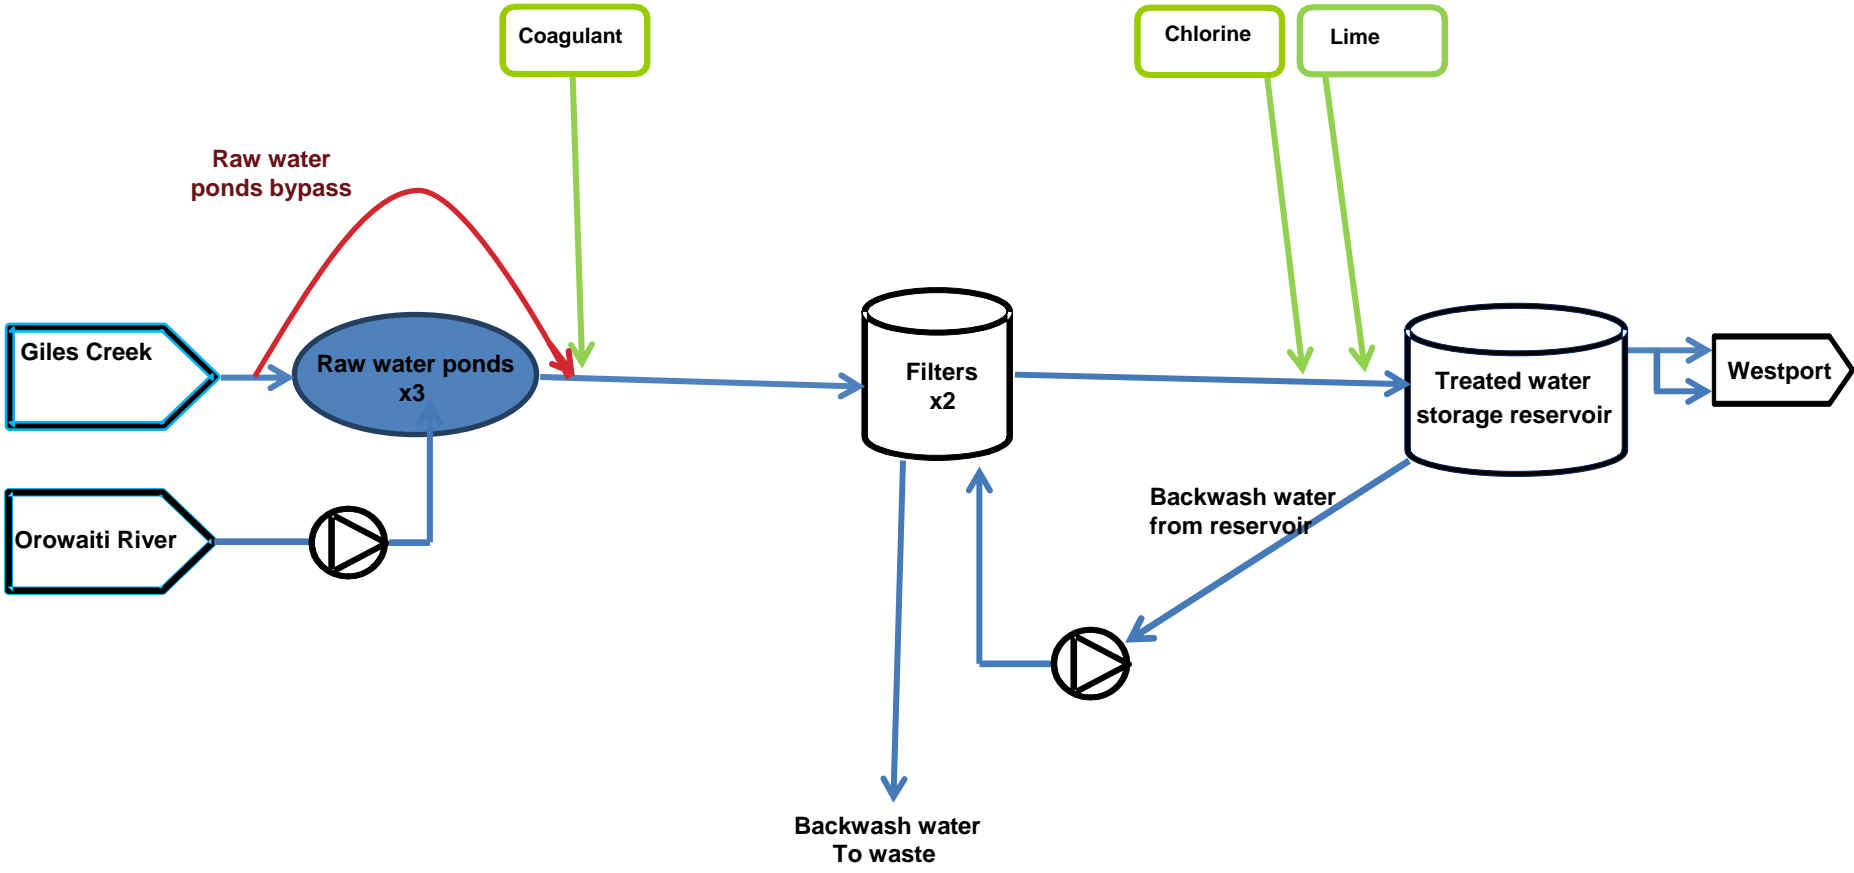 Coagulant
Chlorine
Lime
Raw water
ponds bypass
Giles Creek
Raw water ponds
x3
Filters
x2
Treated water
storage reservoir
Westport
Orowaiti River
Backwash water
from reservoir
Backwash water
To waste